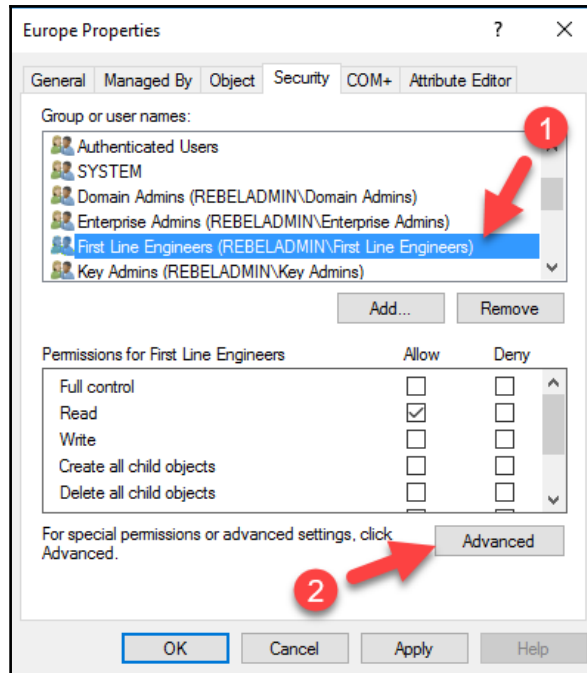 Europe Properties ? ×
General Managed By Object Security COM+ Attribute Editor
Group or user names:
1
Authenticated Users
SYSTEM
Domain Admins (REBELADMIN\Domain Admins)
Enterprise Admins (REBELADMIN\Enterprise Admins)
First Line Engineers (REBELADMIN\First Line Engineers)
Key Admins (REBELADMIN\Key Admins)
Add... Remove
Permissions for First Line Engineers Allow Deny
Full control
Read
Write
Create all child objects
Delete all child objects
For special permissions or advanced settings, click
Advanced.
Advanced
2
OK Cancel Apply Help